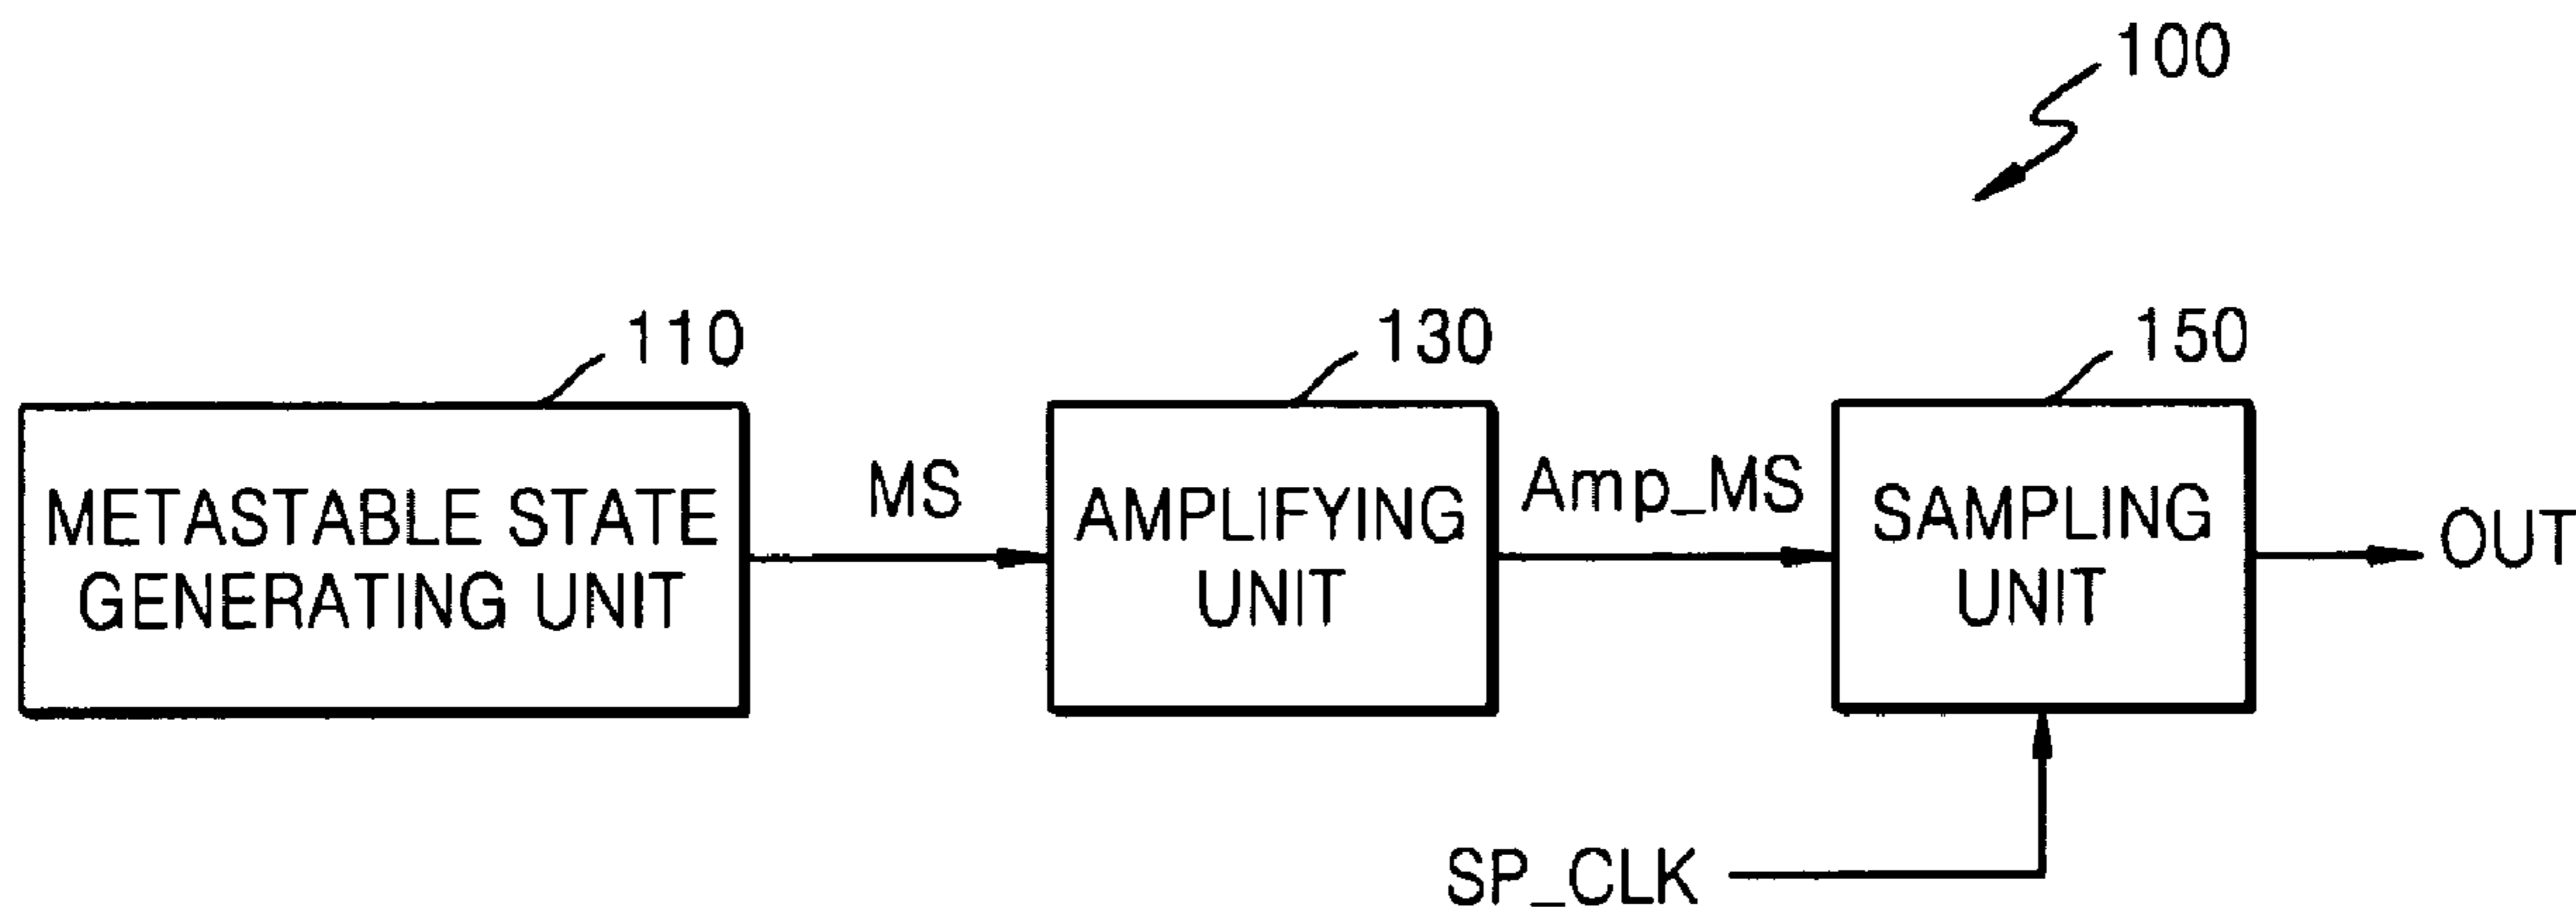 100
110
130
150
METASTABLE STATE
GENERATING UNIT
MS
AMPLIFYING
UNIT
Amp_MS
SAMPLING
UNIT
OUT
SP_CLK